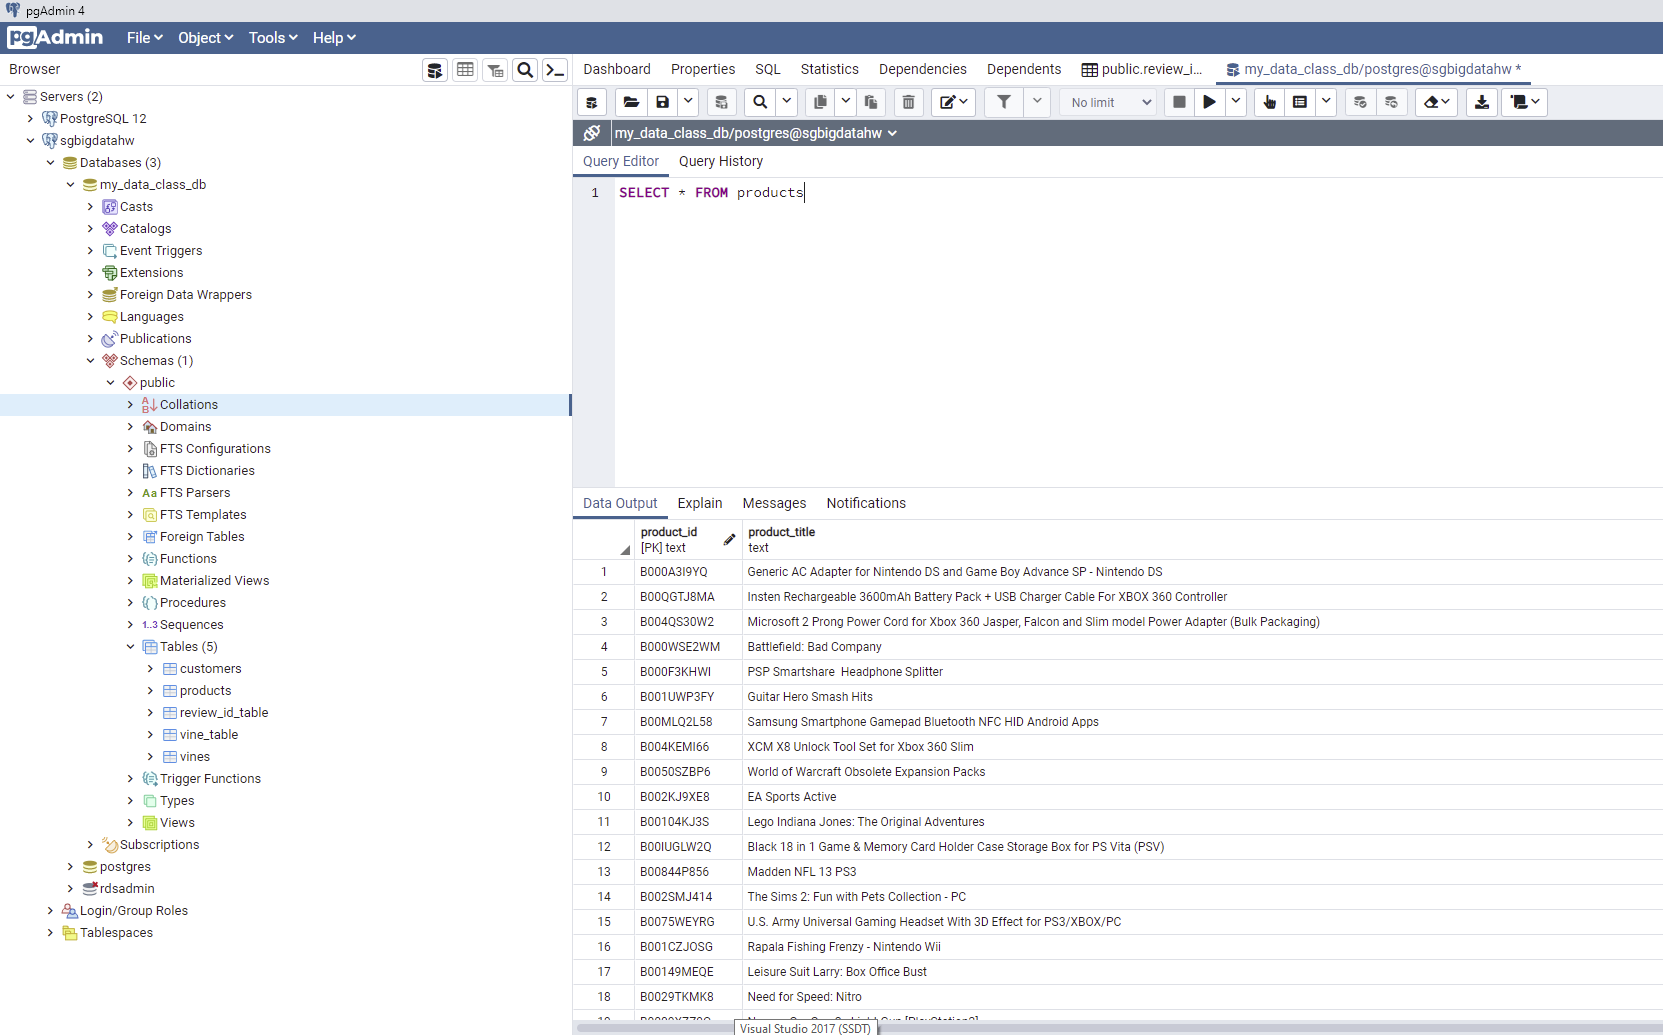 pgAdmin 4
pgAdmin File Object Tools Help
Browser
Dashboard Properties SQL Statistics Dependencies Dependents public.review_i... my_data_class_db/postgres@sgbigdatahw *
No limit
my_data_class_db/postgres@sgbigdatahw
Query Editor Query History
1 SELECT * FROM products
Servers (2)
PostgreSQL 12
sgbigdatahw
Databases (3)
my_data_class_db
Casts
Catalogs
Event Triggers
Extensions
Foreign Data Wrappers
Languages
Publications
Schemas (1)
public
Collations
Domains
FTS Configurations
FTS Dictionaries
Aa FTS Parsers
FTS Templates
Foreign Tables
Functions
Materialized Views
Procedures
1..3 Sequences
Tables (5)
customers
products
review_id_table
vine_table
vines
Trigger Functions
Types
Views
Subscriptions
postgres
rdsadmin
Login/Group Roles
Tablespaces
Data Output Explain Messages Notifications
product_id product_title
[PK] text text
1 B000A3I9YQ Generic AC Adapter for Nintendo DS and Game Boy Advance SP - Nintendo DS
2 B00QGTJ8MA Insten Rechargeable 3600mAh Battery Pack + USB Charger Cable For XBOX 360 Controller
3 B004QS30W2 Microsoft 2 Prong Power Cord for Xbox 360 Jasper, Falcon and Slim model Power Adapter (Bulk Packaging)
4 B000WSE2WM Battlefield: Bad Company
5 B000F3KHWI PSP Smartshare  Headphone Splitter
6 B001UWP3FY Guitar Hero Smash Hits
7 B00MLQ2L58 Samsung Smartphone Gamepad Bluetooth NFC HID Android Apps
8 B004KEMI66 XCM X8 Unlock Tool Set for Xbox 360 Slim
9 B0050SZBP6 World of Warcraft Obsolete Expansion Packs
10 B002KJ9XE8 EA Sports Active
11 B00104KJ3S Lego Indiana Jones: The Original Adventures
12 B00IUGLW2Q Black 18 in 1 Game & Memory Card Holder Case Storage Box for PS Vita (PSV)
13 B00844P856 Madden NFL 13 PS3
14 B002SMJ414 The Sims 2: Fun with Pets Collection - PC
15 B0075WEYRG U.S. Army Universal Gaming Headset With 3D Effect for PS3/XBOX/PC
16 B001CZJOSG Rapala Fishing Frenzy - Nintendo Wii
17 B00149MEQE Leisure Suit Larry: Box Office Bust
18 B0029TKMK8 Need for Speed: Nitro
Visual Studio 2017 (SSDT)